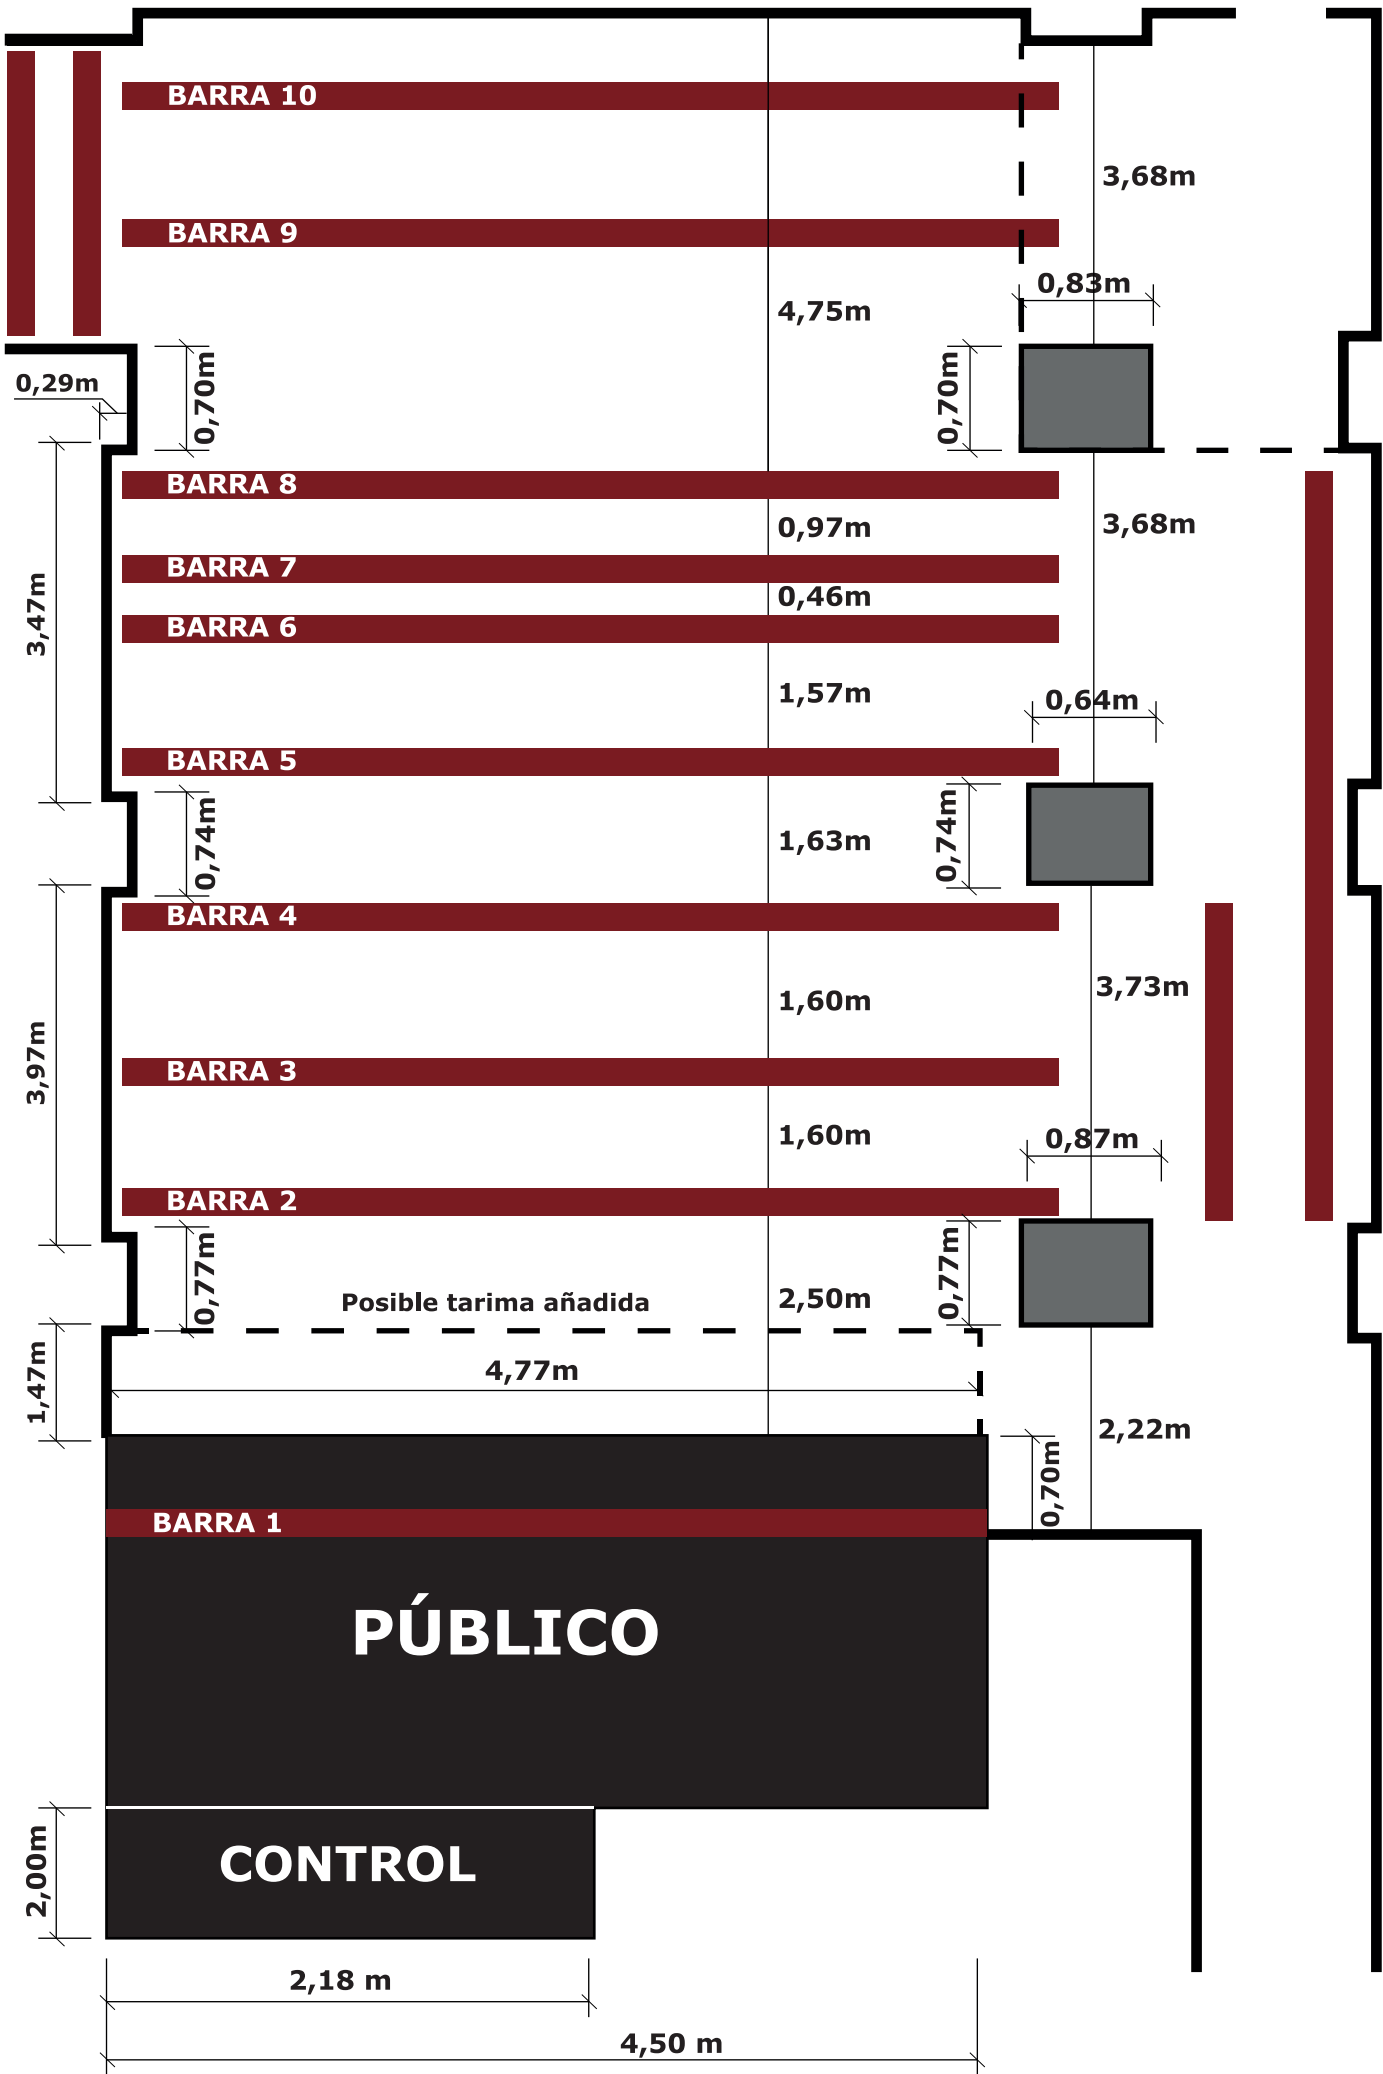 BARRA 10
3,68m
BARRA 9
0,83m
4,75m
0,70m
0,70m
0,29m
BARRA 8
0,97m
3,68m
BARRA 7
0,46m
3,47m
BARRA 6
1,57m
0,64m
BARRA 5
0,74m
1,63m
0,74m
BARRA 4
3,73m
1,60m
3,97m
BARRA 3
1,60m
0,87m
BARRA 2
0,77m
0,77m
Posible tarima añadida
2,50m
1,47m
4,77m
2,22m
0,70m
BARRA 1
PÚBLICO
CONTROL
2,00m
2,18 m
4,50 m